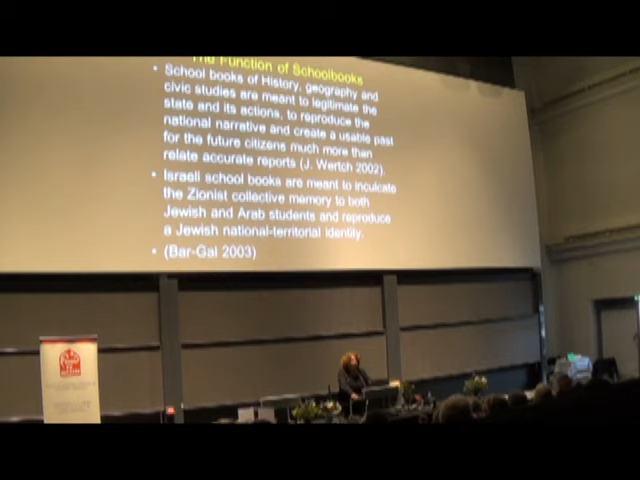 The Function of Schoolbooks
• School books of History, geography and
civic studies are meant to legitimate the
state and its actions, to reproduce the
national narrative and create a usable past
for the future citizens much more than
relate accurate reports (J. Wertch 2002).
• Israeli school books are meant to inculcate
the Zionist collective memory to both
Jewish and Arab students and reproduce
a Jewish national-territorial identity.
• (Bar-Gal 2003)